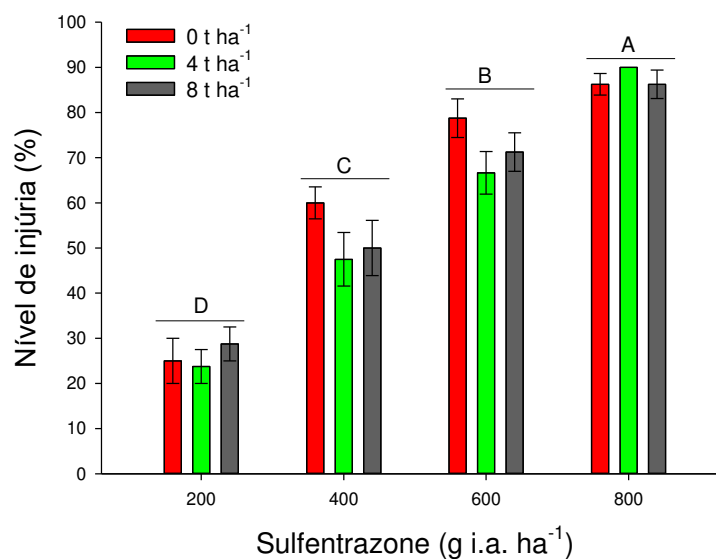 100
90
80
70
60
50
40
30
20
10
0
0 t ha⁻¹
4 t ha⁻¹
8 t ha⁻¹
A
B
C
D
200
400
600
800
Nível de injúria (%)
Sulfentrazone (g i.a. ha⁻¹)